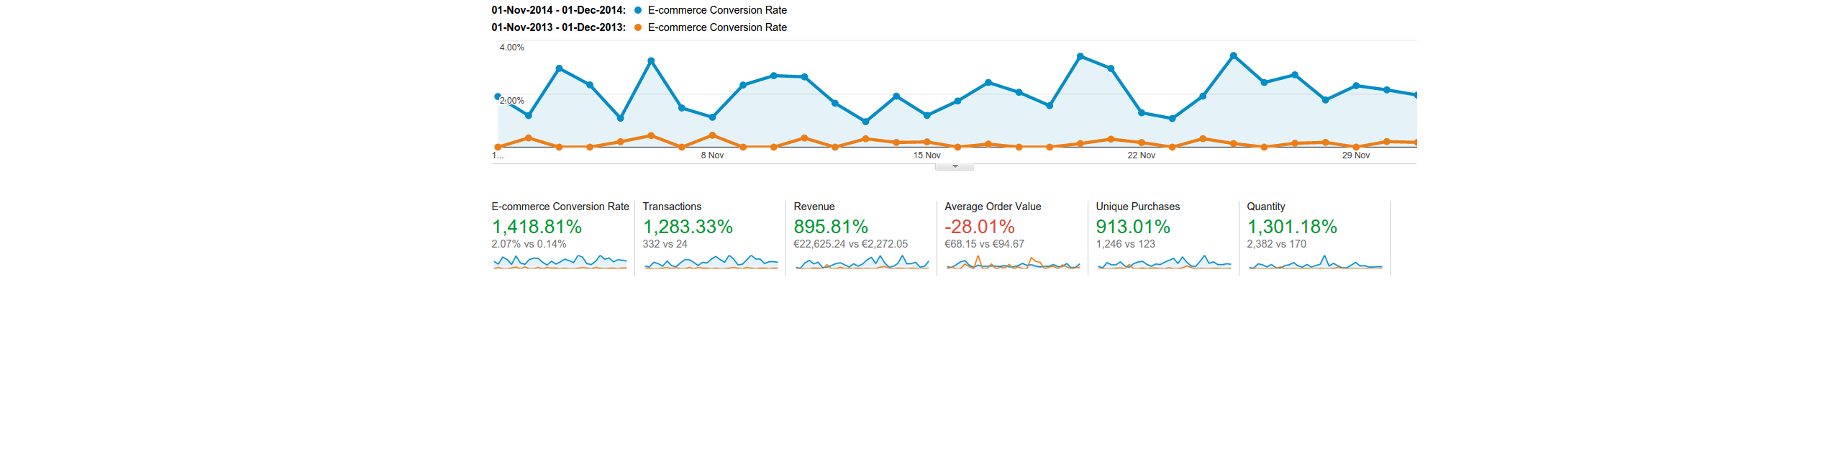 01-Nov-2014 - 01-Dec-2014: E-commerce Conversion Rate
01-Nov-2013 - 01-Dec-2013: E-commerce Conversion Rate
4.00%
2.00%
1... 8 Nov 15 Nov 22 Nov 29 Nov
E-commerce Conversion Rate Transactions Revenue Average Order Value Unique Purchases Quantity
1,418.81% 1,283.33% 895.81% -28.01% 913.01% 1,301.18%
2.07% vs 0.14% 332 vs 24 €22,625.24 vs €2,272.05 €68.15 vs €94.67 1,246 vs 123 2,382 vs 170